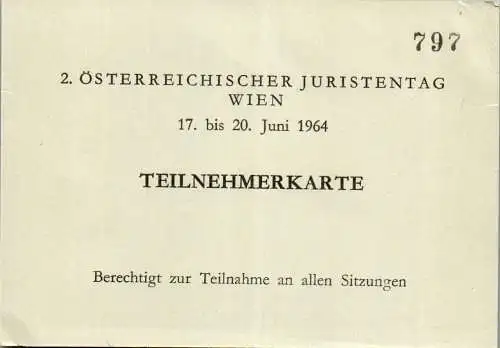 797
2. ÖSTERREICHISCHER JURISTENTAG
WIEN
17. bis 20. Juni 1964
TEILNEHMERKARTE
Berechtigt zur Teilnahme an allen Sitzungen